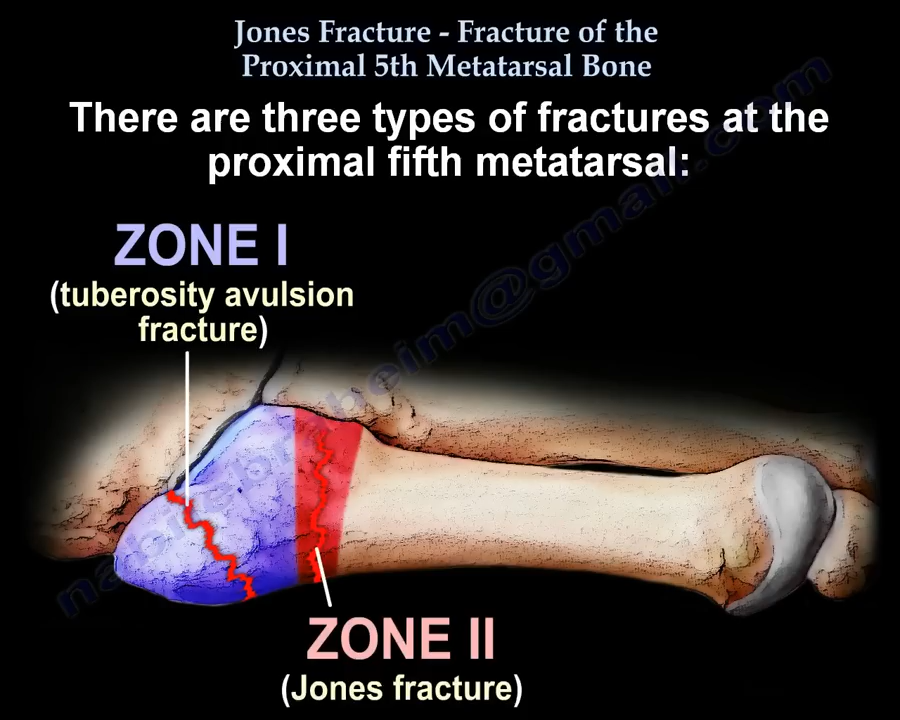 Jones Fracture - Fracture of the
Proximal 5th Metatarsal Bone
There are three types of fractures at the
proximal fifth metatarsal:
ZONE I
(tuberosity avulsion
fracture)
ZONE II
(Jones fracture)